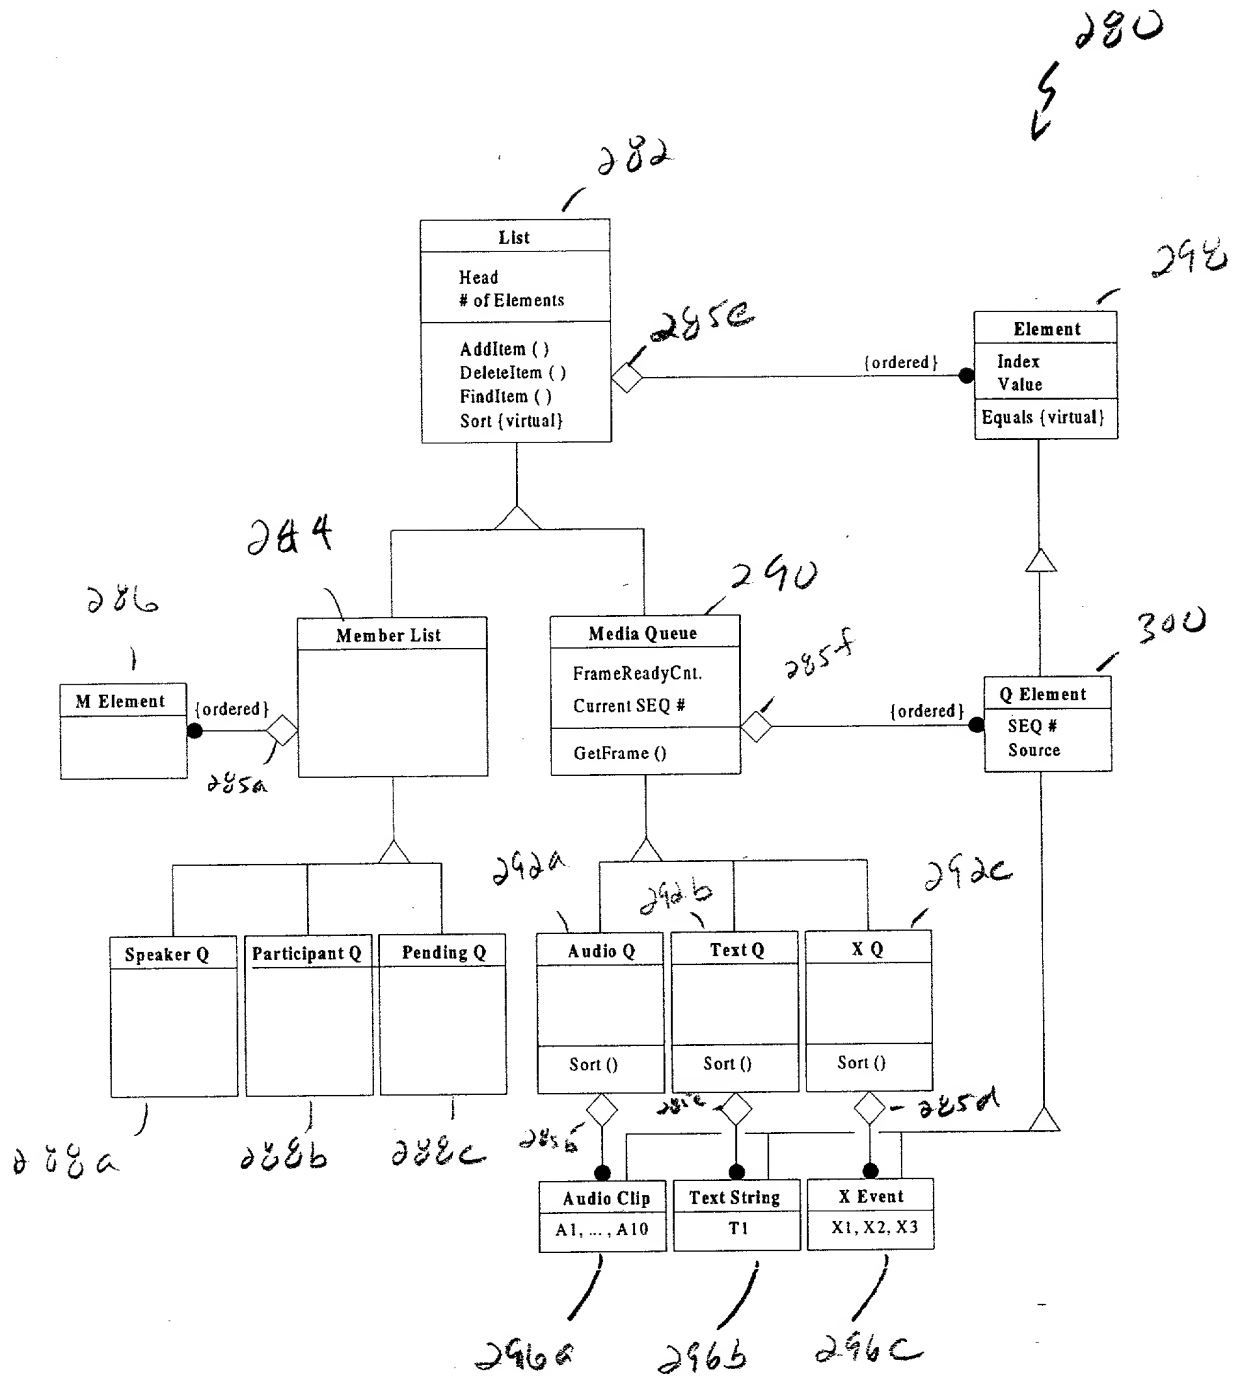 280
282
List
Head
# of Elements
AddItem ( )
DeleteItem ( )
FindItem ( )
Sort {virtual}
285e
{ordered}
298
Element
Index
Value
Equals {virtual}
284
Member List
286
M Element
{ordered}
285a
290
Media Queue
FrameReadyCnt.
Current SEQ #
GetFrame ()
285f
{ordered}
300
Q Element
SEQ #
Source
Speaker Q
Participant Q
Pending Q
288a
288b
288c
292a
292b
292c
Audio Q
Text Q
X Q
Sort ()
Sort ()
Sort ()
285b
285c
285d
Audio Clip
Text String
X Event
A1, ... , A10
T1
X1, X2, X3
296a
296b
296c